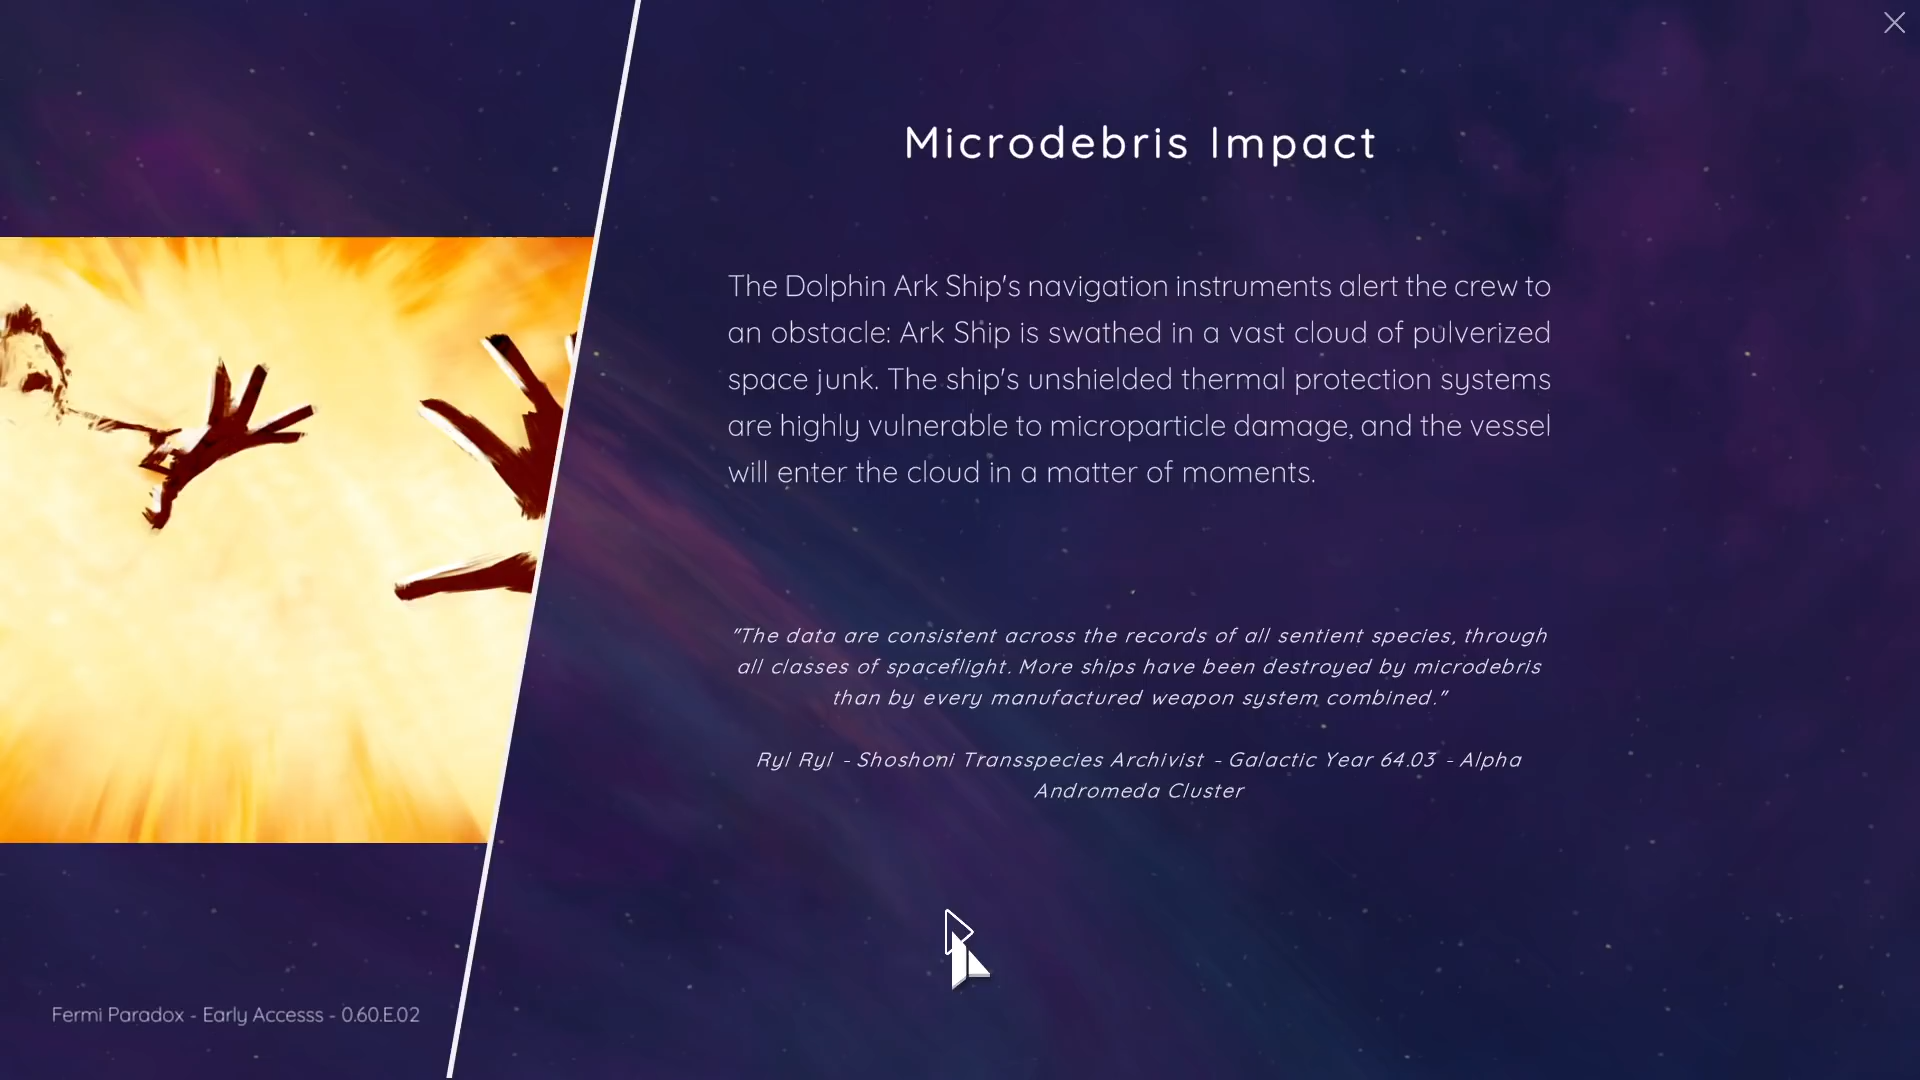 Microdebris Impact
The Dolphin Ark Ship's navigation instruments alert the crew to
an obstacle: Ark Ship is swathed in a vast cloud of pulverized
space junk. The ship's unshielded thermal protection systems
are highly vulnerable to microparticle damage, and the vessel
will enter the cloud in a matter of moments.
"The data are consistent across the records of all sentient species, through
all classes of spaceflight. More ships have been destroyed by microdebris
than by every manufactured weapon system combined."
Ryl Ryl - Shoshoni Transspecies Archivist - Galactic Year 64.03 - Alpha
Andromeda Cluster
Fermi Paradox - Early Accesss - 0.60.E.02